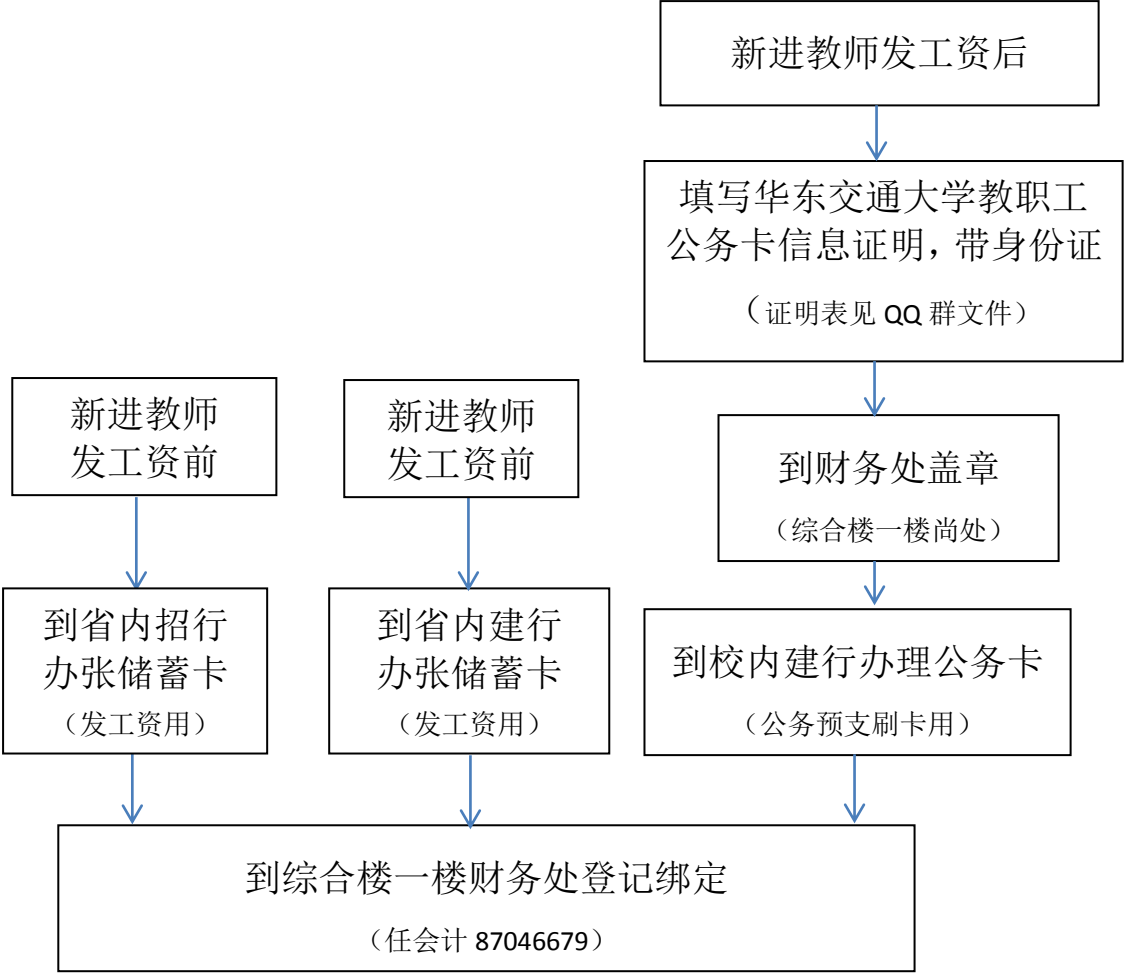 新进教师发工资后
填写华东交通大学教职工
公务卡信息证明，带身份证
（证明表见 QQ 群文件）
新进教师
发工资前
新进教师
发工资前
到财务处盖章
（综合楼一楼尚处）
到省内招行
办张储蓄卡
（发工资用）
到省内建行
办张储蓄卡
（发工资用）
到校内建行办理公务卡
（公务预支刷卡用）
到综合楼一楼财务处登记绑定
（任会计 87046679）